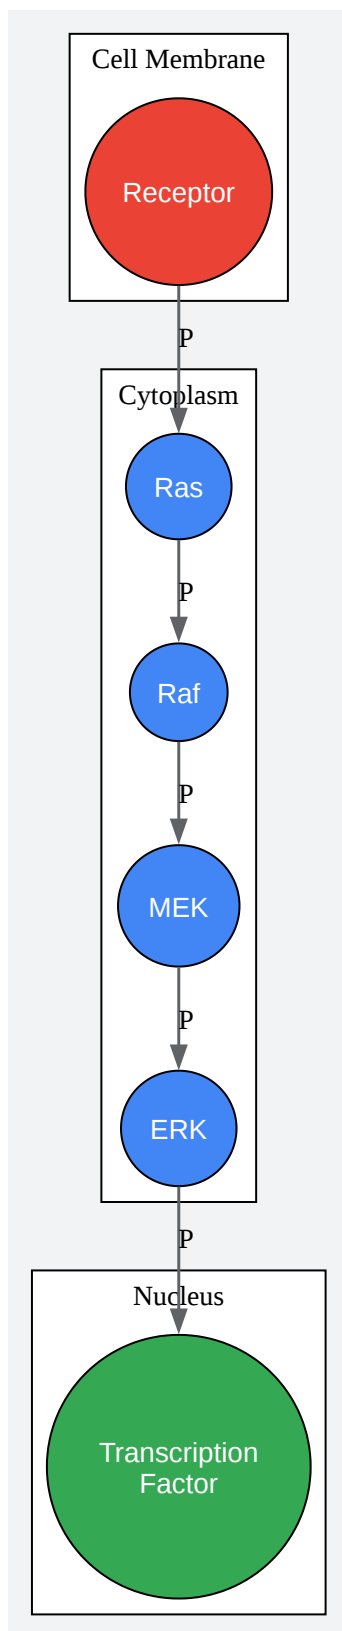 Cell Membrane
Receptor
P
Cytoplasm
Ras
P
Raf
P
MEK
P
ERK
P
Nucleus
Transcription
Factor